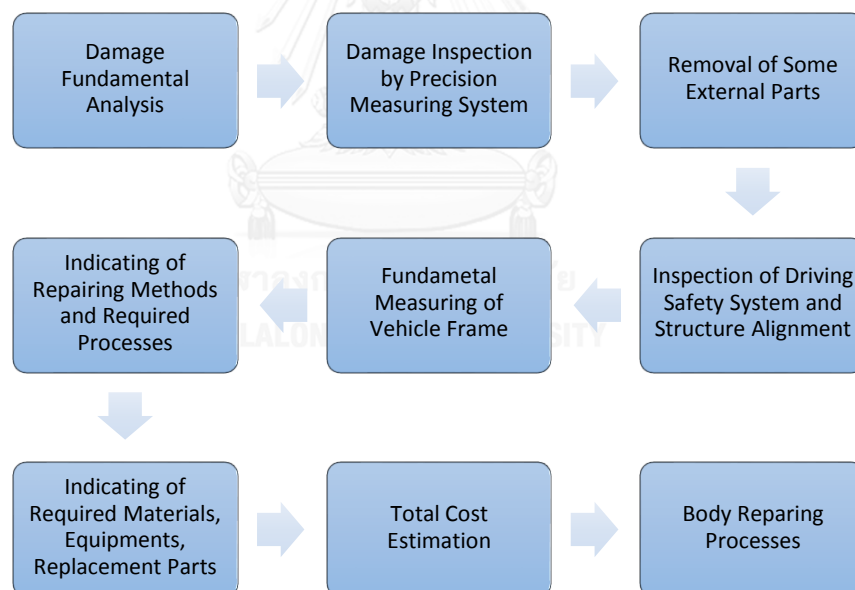 Damage
Fundamental
Analysis
Damage Inspection
by Precision
Measuring System
Removal of Some
External Parts
Inspection of Driving
Safety System and
Structure Alignment
Fundametal
Measuring of
Vehicle Frame
Indicating of
Repairing Methods
and Required
Processes
Indicating of
Required Materials,
Equipments,
Replacement Parts
Total Cost
Estimation
Body Reparing
Processes